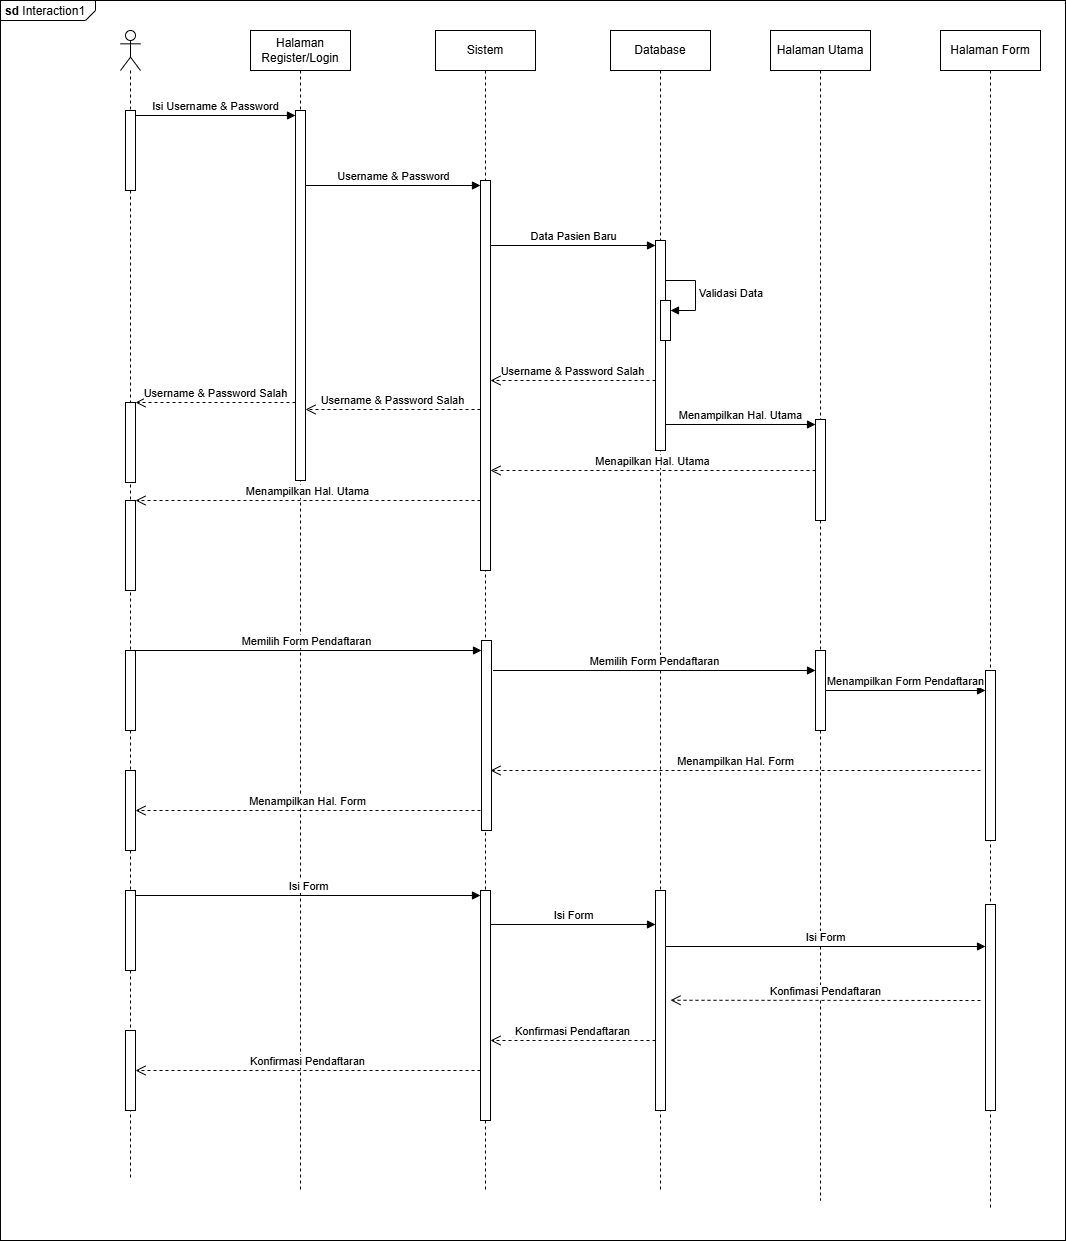 sd Interaction1
Halaman
Register/Login
Sistem
Database
Halaman Utama
Halaman Form
Isi Username & Password
Username & Password
Data Pasien Baru
Validasi Data
Username & Password Salah
Username & Password Salah
Username & Password Salah
Menampilkan Hal. Utama
Menapilkan Hal. Utama
Menampilkan Hal. Utama
Memilih Form Pendaftaran
Memilih Form Pendaftaran
Menampilkan Form Pendaftaran
Menampilkan Hal. Form
Menampilkan Hal. Form
Isi Form
Isi Form
Isi Form
Konfimasi Pendaftaran
Konfirmasi Pendaftaran
Konfirmasi Pendaftaran